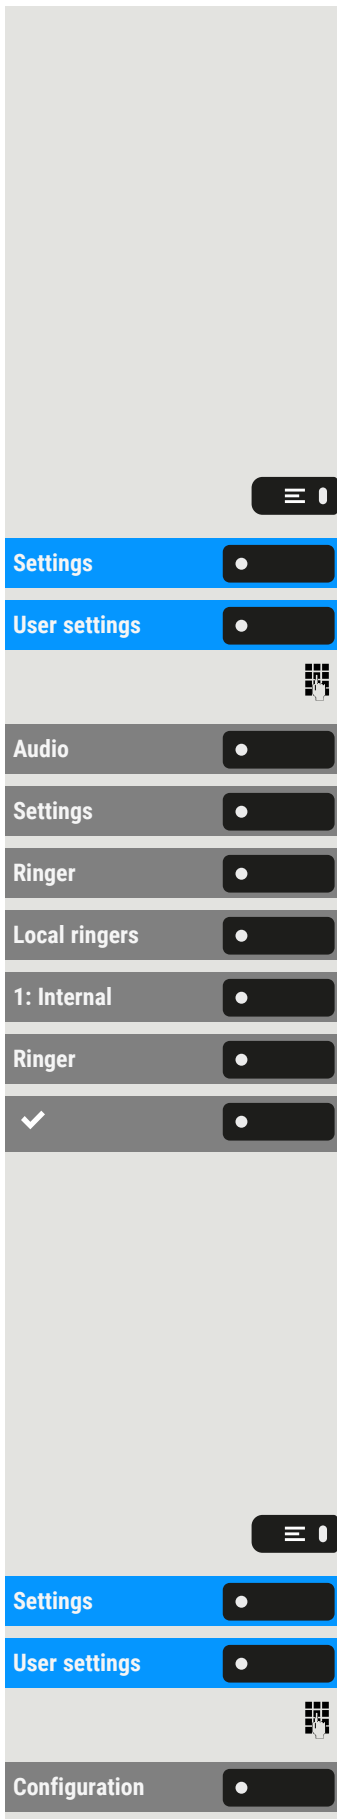 Settings
User settings
Audio
Settings
Ringer
Local ringers
1: Internal
Ringer
Settings
User settings
Configuration